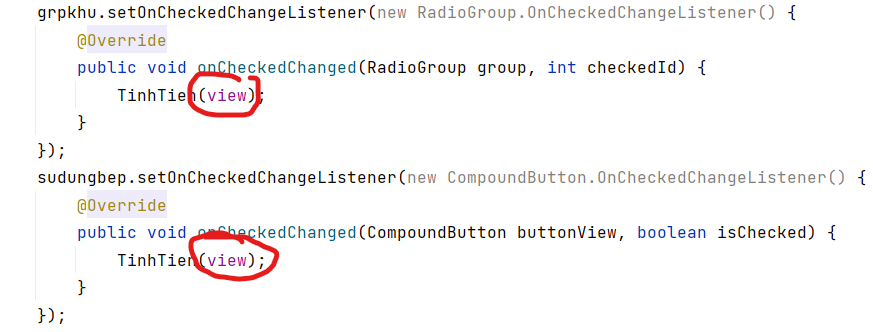 grpkhu.setOnCheckedChangeListener(new RadioGroup.OnCheckedChangeListener() {
@Override
public void onCheckedChanged(RadioGroup group, int checkedId) {
TinhTien(view);
}
});
sudungbep.setOnCheckedChangeListener(new CompoundButton.OnCheckedChangeListener() {
@Override
public void onCheckedChanged(CompoundButton buttonView, boolean isChecked) {
TinhTien(view);
}
});